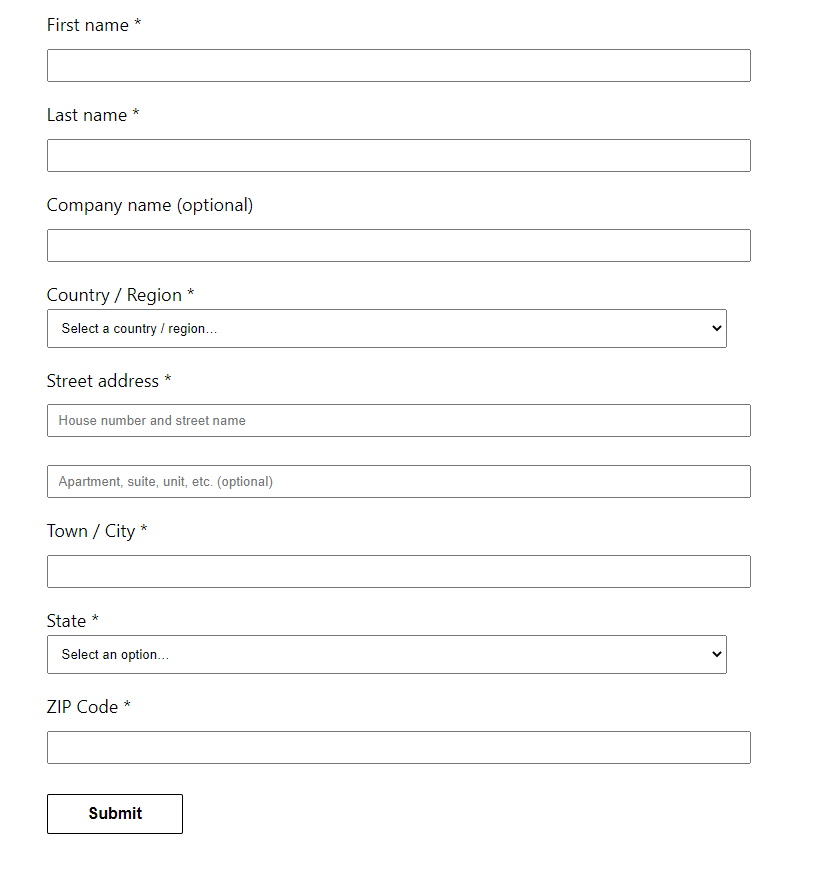 First name *
Last name *
Company name (optional)
Country / Region *
Select a country / region...
Street address *
House number and street name
Apartment, suite, unit, etc. (optional)
Town / City *
State *
Select an option...
ZIP Code *
Submit